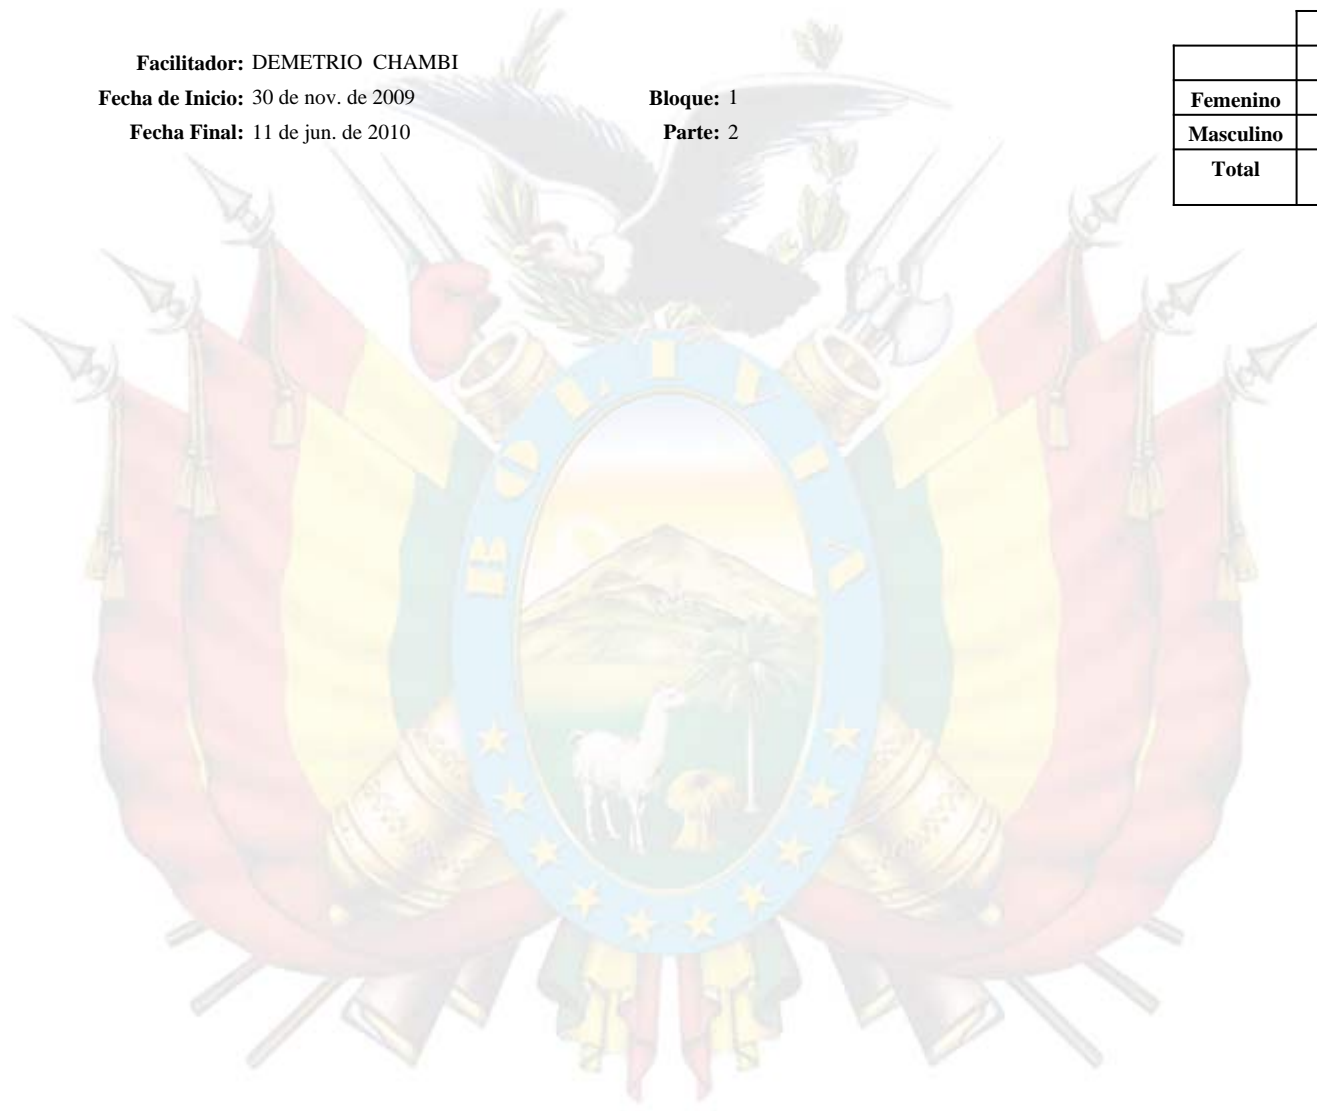 Facilitador: DEMETRIO CHAMBI
Fecha de Inicio: 30 de nov. de 2009
Bloque: 1
Fecha Final: 11 de jun. de 2010
Parte: 2
Femenino
Masculino
Total
BOLIVIA